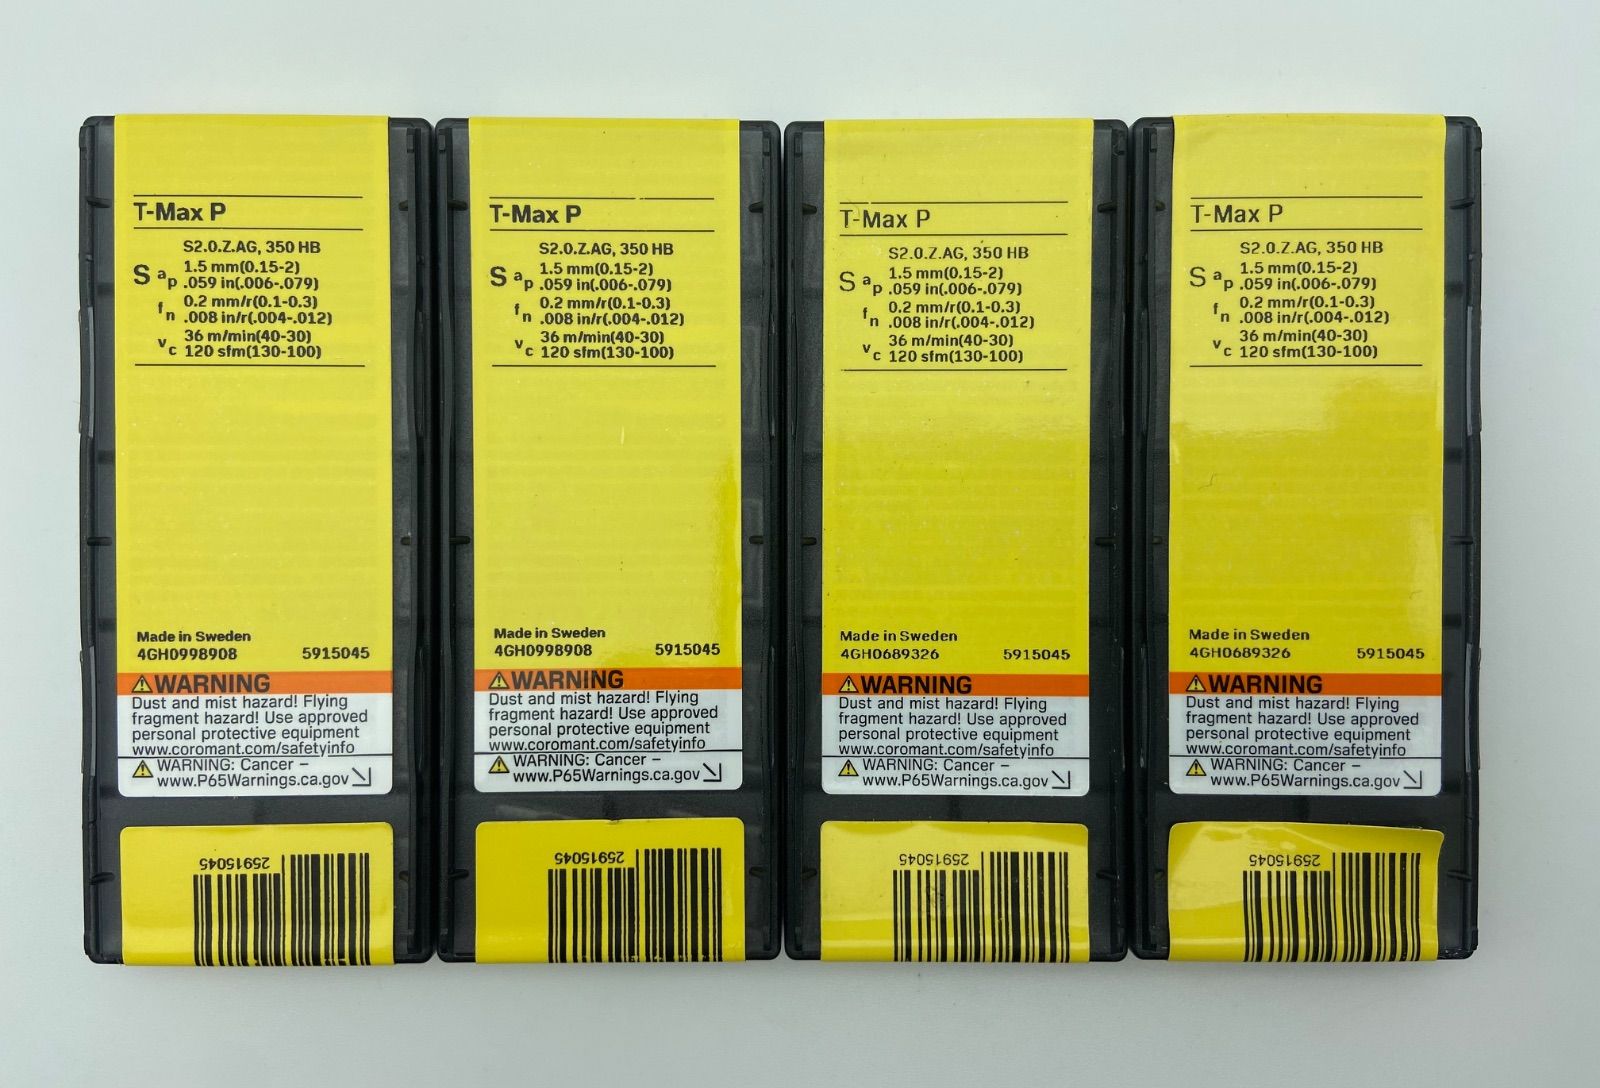 T-Max P
S2.0.Z.AG, 350 HB
S ap 1.5 mm(0.15-2)
.059 in(.006-.079)
fn 0.2 mm/r(0.1-0.3)
.008 in/r(.004-.012)
vc 36 m/min(40-30)
120 sfm(130-100)
Made in Sweden
4GH0998908 5915045
WARNING
Dust and mist hazard! Flying
fragment hazard! Use approved
personal protective equipment
www.coromant.com/safetyinfo
WARNING: Cancer –
www.P65Warnings.ca.gov
25915045
T-Max P
S2.0.Z.AG, 350 HB
S ap 1.5 mm(0.15-2)
.059 in(.006-.079)
fn 0.2 mm/r(0.1-0.3)
.008 in/r(.004-.012)
vc 36 m/min(40-30)
120 sfm(130-100)
Made in Sweden
4GH0998908 5915045
WARNING
Dust and mist hazard! Flying
fragment hazard! Use approved
personal protective equipment
www.coromant.com/safetyinfo
WARNING: Cancer –
www.P65Warnings.ca.gov
25915045
T-Max P
S2.0.Z.AG, 350 HB
S ap 1.5 mm(0.15-2)
.059 in(.006-.079)
fn 0.2 mm/r(0.1-0.3)
.008 in/r(.004-.012)
vc 36 m/min(40-30)
120 sfm(130-100)
Made in Sweden
4GH0689326 5915045
WARNING
Dust and mist hazard! Flying
fragment hazard! Use approved
personal protective equipment
www.coromant.com/safetyinfo
WARNING: Cancer –
www.P65Warnings.ca.gov
25915045
T-Max P
S2.0.Z.AG, 350 HB
S ap 1.5 mm(0.15-2)
.059 in(.006-.079)
fn 0.2 mm/r(0.1-0.3)
.008 in/r(.004-.012)
vc 36 m/min(40-30)
120 sfm(130-100)
Made in Sweden
4GH0689326 5915045
WARNING
Dust and mist hazard! Flying
fragment hazard! Use approved
personal protective equipment
www.coromant.com/safetyinfo
WARNING: Cancer –
www.P65Warnings.ca.gov
25915045